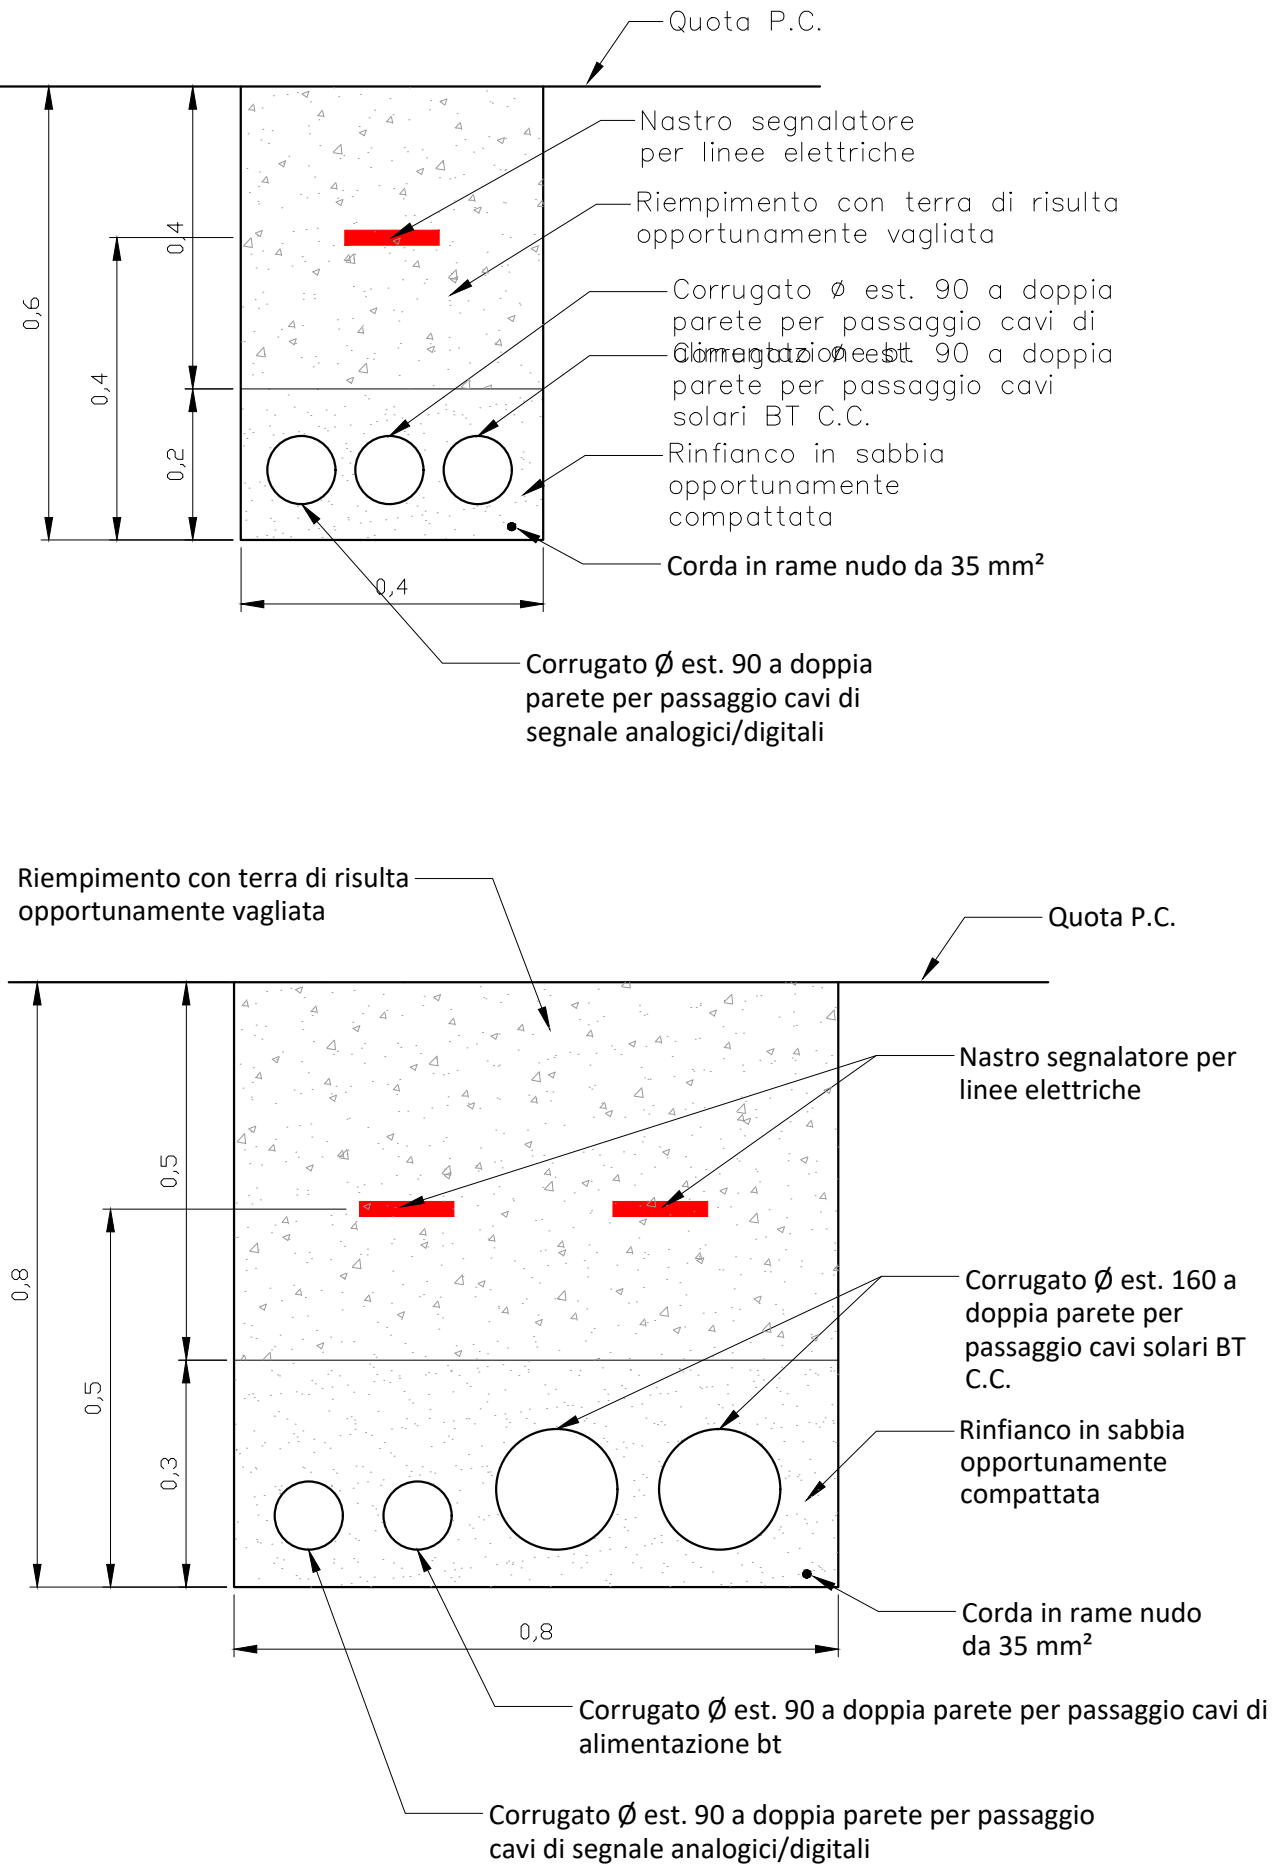 Quota P.C.
Nastro segnalatore
per linee elettriche
Riempimento con terra di risulta
opportunamente vagliata
Corrugato Ø est. 90 a doppia
parete per passaggio cavi di
alimentazione bt
Corrugato Ø est. 90 a doppia
parete per passaggio cavi
solari BT C.C.
Rinfianco in sabbia
opportunamente
compattata
Corda in rame nudo da 35 mm²
0,6
0,4
0,4
0,2
0,4
Corrugato Ø est. 90 a doppia
parete per passaggio cavi di
segnale analogici/digitali
Riempimento con terra di risulta
opportunamente vagliata
Quota P.C.
Nastro segnalatore per
linee elettriche
Corrugato Ø est. 160 a
doppia parete per
passaggio cavi solari BT
C.C.
Rinfianco in sabbia
opportunamente
compattata
Corda in rame nudo
da 35 mm²
0,8
0,5
0,5
0,3
0,8
Corrugato Ø est. 90 a doppia parete per passaggio cavi di
alimentazione bt
Corrugato Ø est. 90 a doppia parete per passaggio
cavi di segnale analogici/digitali